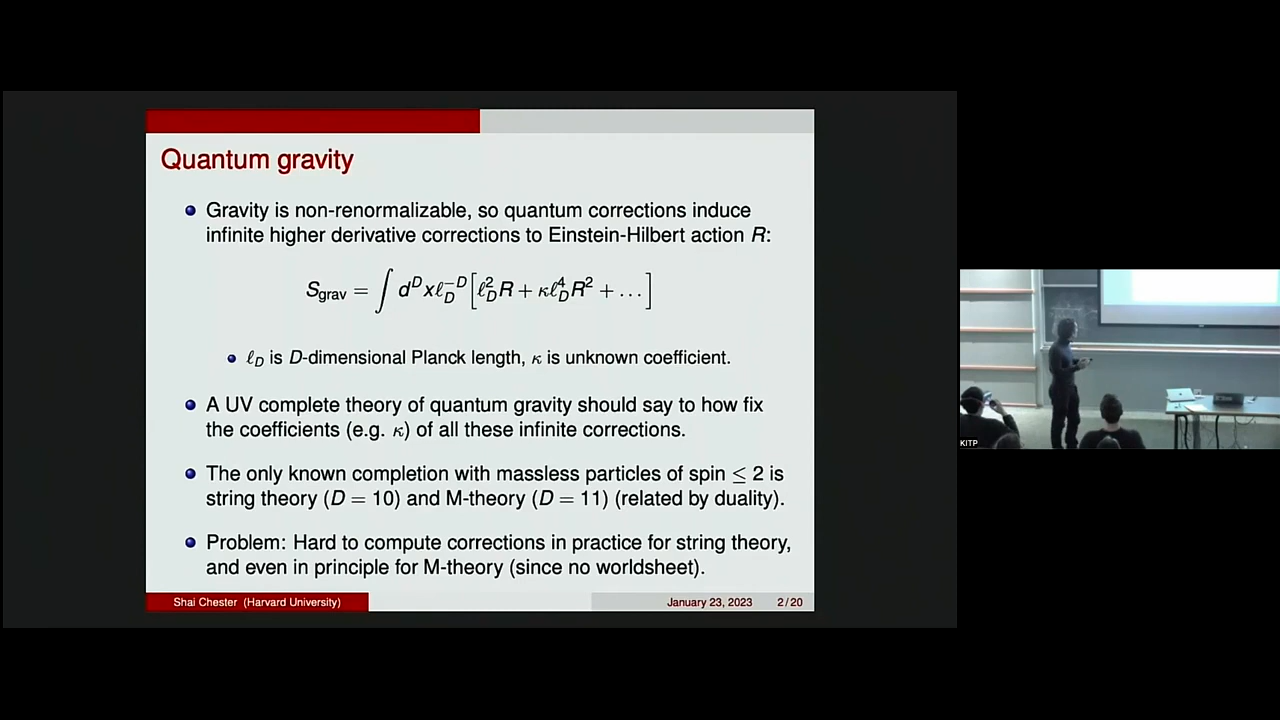 Quantum gravity
Gravity is non-renormalizable, so quantum corrections induce
infinite higher derivative corrections to Einstein-Hilbert action R:
S_grav = ∫ d^D x ℓ_D^{-D} [ℓ_D^2 R + κℓ_D^4 R^2 + ...]
ℓ_D is D-dimensional Planck length, κ is unknown coefficient.
A UV complete theory of quantum gravity should say to how fix
the coefficients (e.g. κ) of all these infinite corrections.
The only known completion with massless particles of spin ≤ 2 is
string theory (D = 10) and M-theory (D = 11) (related by duality).
Problem: Hard to compute corrections in practice for string theory,
and even in principle for M-theory (since no worldsheet).
Shai Chester (Harvard University) January 23, 2023 2/20
KITP